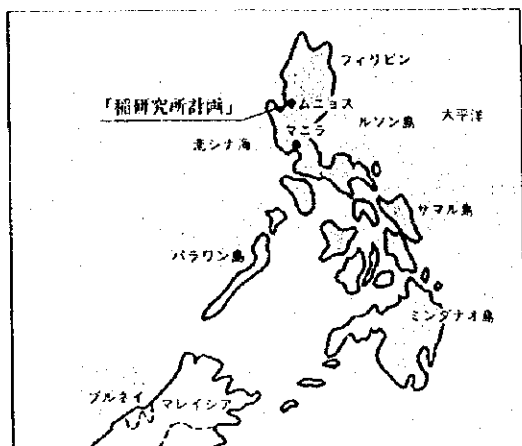 フィリピン
「稲研究所計画」
ムニョス
ルソン島
太平洋
マニラ
シナ海
サマル島
パラワン島
ミンダナオ島
ブルネイ
マレイシア